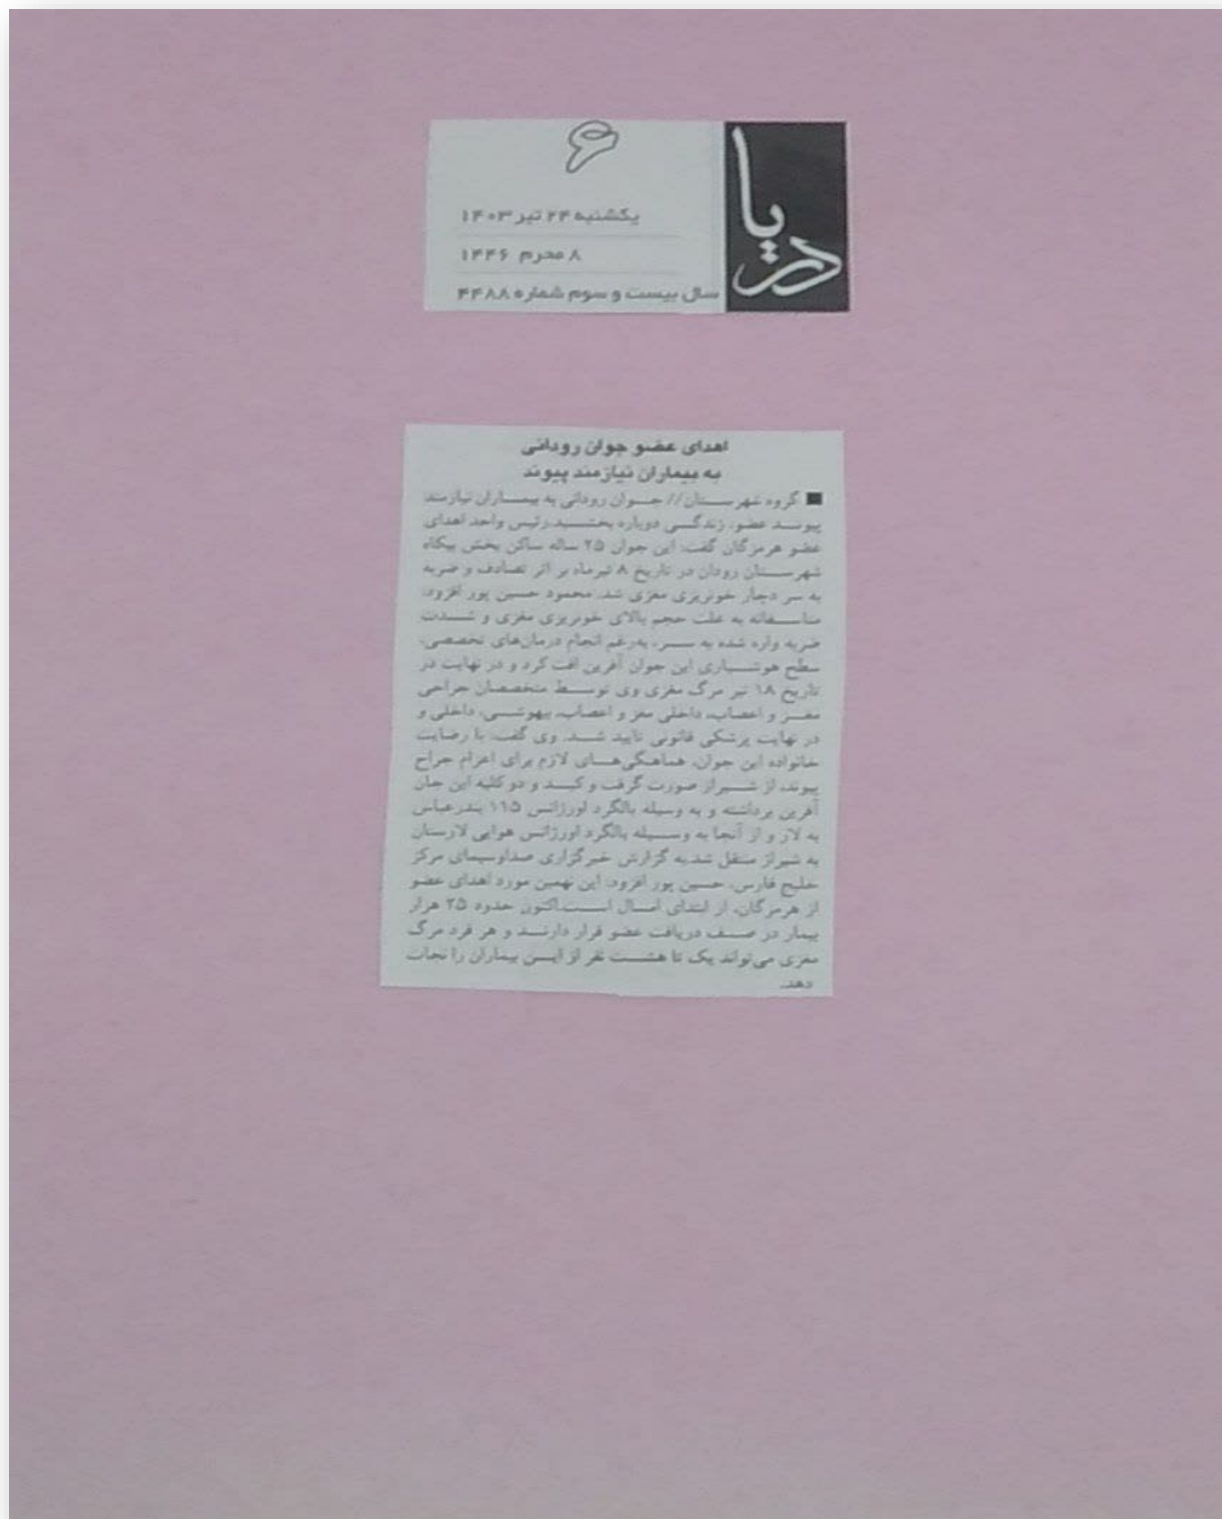 ۶
دریا
یکشنبه ۲۴ تیر ۱۴۰۳
۸ محرم ۱۴۴۶
سال بیست و سوم شماره ۴۴۸۸
اهدای عضو جوان رودانی
به بیماران نیازمند پیوند
■ گروه شهرستان// جوان رودانی به بیماران نیازمند
پیوند عضو، زندگی دوباره بخشید.رئیس واحد اهدای
عضو هرمزگان گفت: این جوان ۲۵ ساله ساکن بخش بیکاه
شهرستان رودان در تاریخ ۸ تیرماه بر اثر تصادف و ضربه
به سر دچار خونریزی مغزی شد. محمود حسین پور افزود:
متاسفانه به علت حجم بالای خونریزی مغزی و شدت
ضربه وارد شده به سر، به‌رغم انجام درمان‌های تخصصی،
سطح هوشیاری این جوان آفرین افت کرد و در نهایت در
تاریخ ۱۸ تیر مرگ مغزی وی توسط متخصصان جراحی
مغز و اعصاب، داخلی مغز و اعصاب، بیهوشی، داخلی و
در نهایت پزشکی قانونی تایید شد. وی گفت: با رضایت
خانواده این جوان، هماهنگی‌های لازم برای اعزام جراح
پیوند، از شیراز صورت گرفت و کبد و دو کلیه این جان
آفرین برداشته و به وسیله بالگرد اورژانس ۱۱۵ بندرعباس
به لار و از آنجا به وسیله بالگرد اورژانس هوایی لارستان
به شیراز منتقل شد.به گزارش خبرگزاری صداوسیمای مرکز
خلیج فارس، حسین پور افزود: این نهمین مورد اهدای عضو
از هرمزگان، از ابتدای امسال است.اکنون حدود ۲۵ هزار
بیمار در صف دریافت عضو قرار دارند و هر فرد مرگ
مغزی می‌تواند یک تا هشت نفر از این بیماران را نجات
دهد.